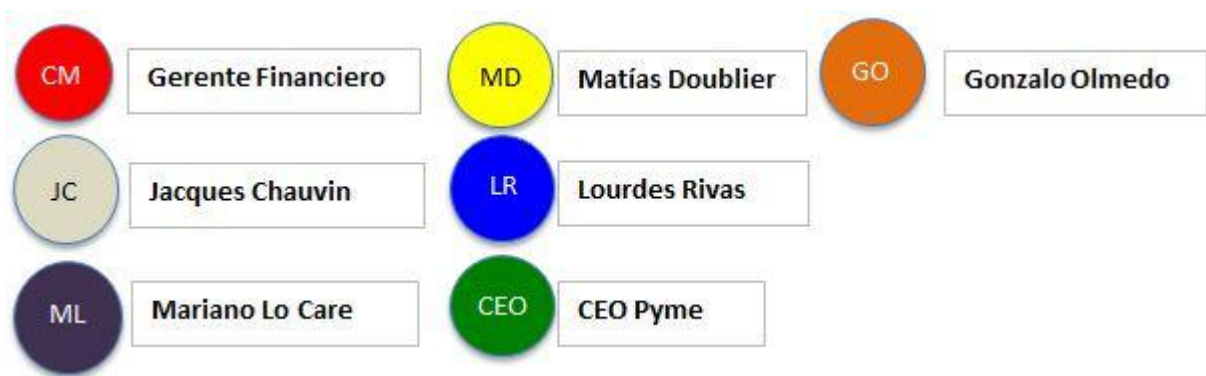 CM Gerente Financiero MD Matías Doublier GO Gonzalo Olmedo
JC Jacques Chauvin LR Lourdes Rivas
ML Mariano Lo Care CEO CEO Pyme